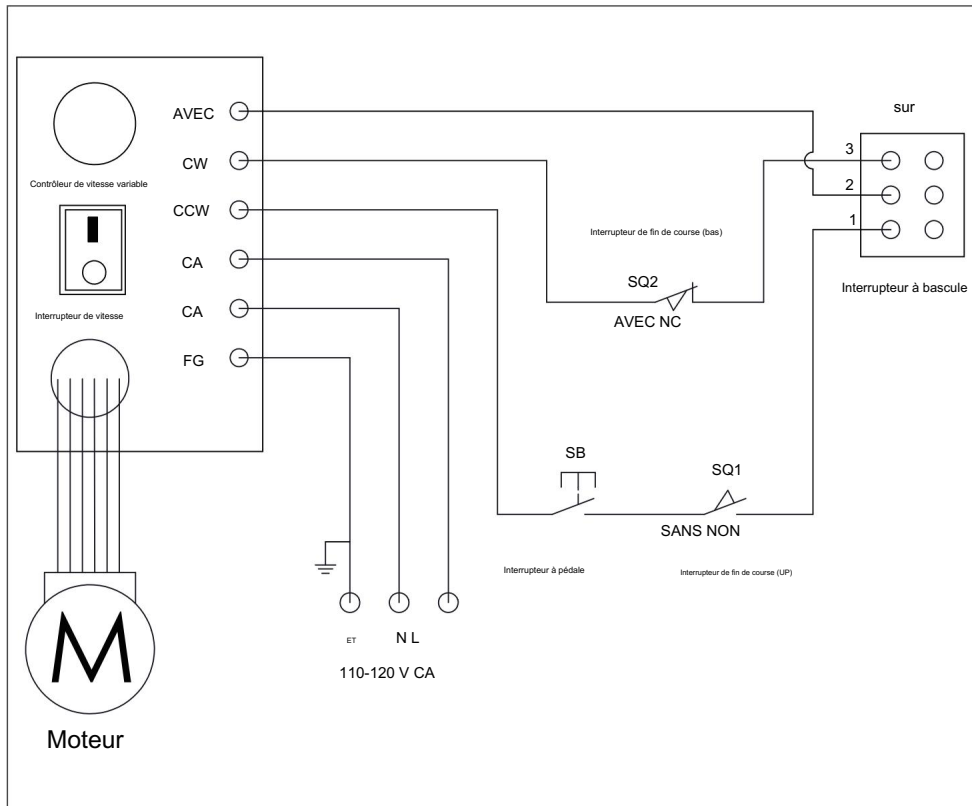 AVEC
CW
CCW
CA
CA
FG
Contrôleur de vitesse variable
Interrupteur de vitesse
M
Moteur
sur
3
2
1
Interrupteur à bascule
Interrupteur de fin de course (bas)
SQ2
AVEC NC
SB
SQ1
SANS NON
Interrupteur à pédale
Interrupteur de fin de course (UP)
ET
N L
110-120 V CA